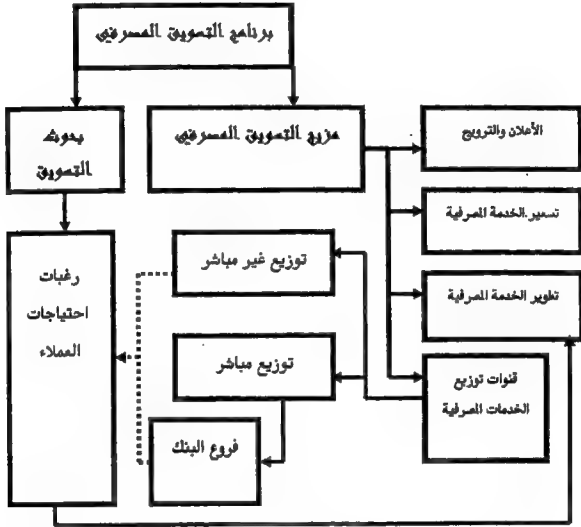 برنامج التسويق المصرفي
مزيج التسويق المصرفي
بحوث
التسويق
الأعلان والترويج
تسعير الخدمة المصرفية
تطوير الخدمة المصرفية
قنوات توزيع
الخدمات المصرفية
توزيع غير مباشر
توزيع مباشر
فروع البنك
رغبات
احتياجات
العملاء